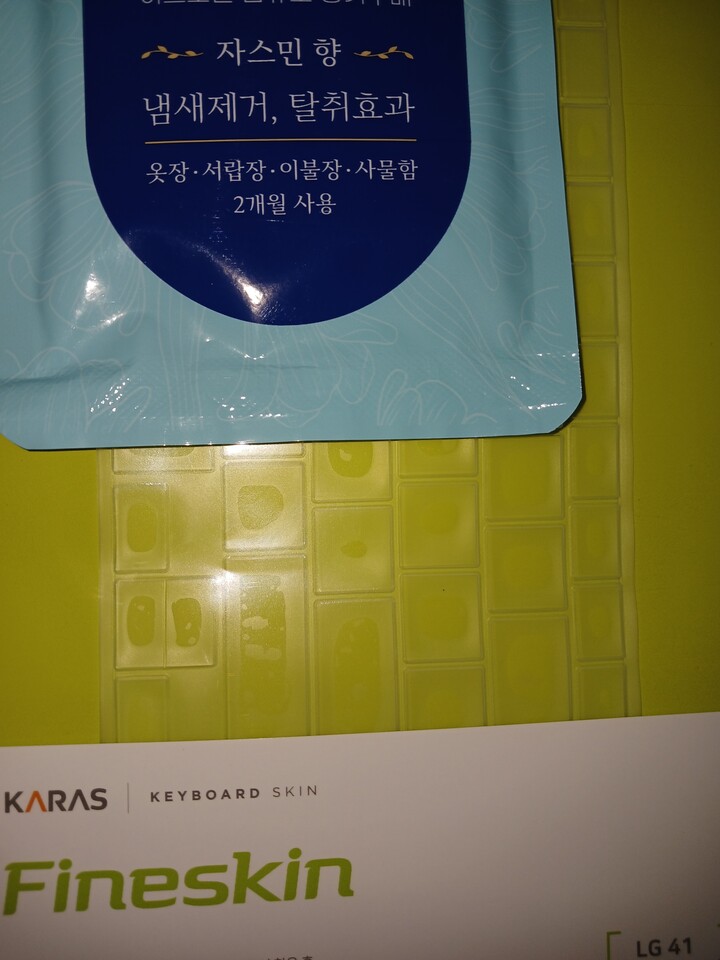 자스민 향
냄새제거, 탈취효과
옷장·서랍장·이불장·사물함
2개월 사용
KARAS | KEYBOARD SKIN
Fineskin
LG 41